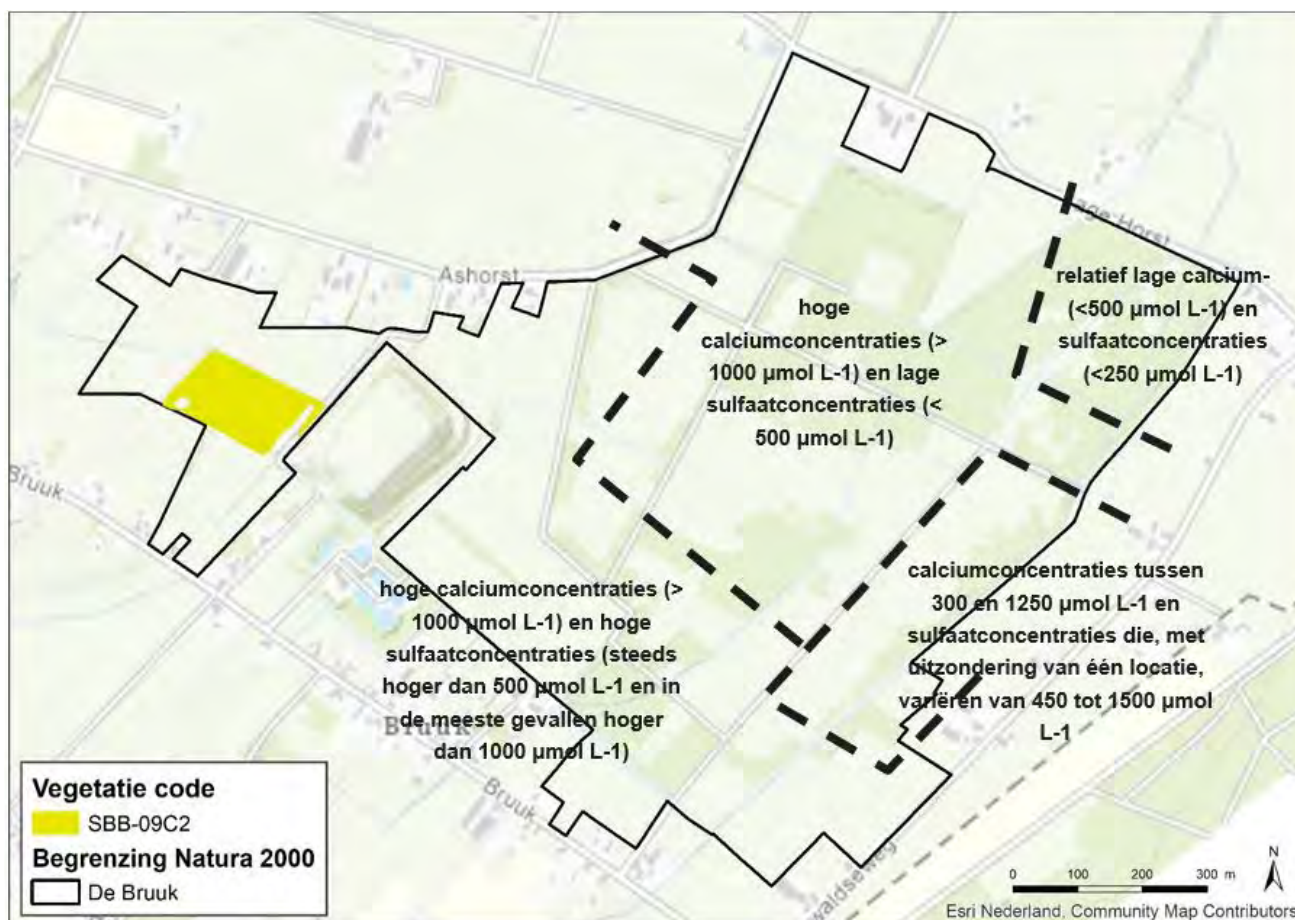 Ashorst
age Horst
relatief lage calcium-
(<500 µmol L-1) en
sulfaatconcentraties
(<250 µmol L-1)
hoge
calciumconcentraties (>
1000 µmol L-1) en lage
sulfaatconcentraties (<
500 µmol L-1)
Bruuk
hoge calciumconcentraties (>
1000 µmol L-1) en hoge
sulfaatconcentraties (steeds
hoger dan 500 µmol L-1 en in
de meeste gevallen hoger
dan 1000 µmol L-1)
calciumconcentraties tussen
300 en 1250 µmol L-1 en
sulfaatconcentraties die, met
uitzondering van één locatie,
variëren van 450 tot 1500 µmol
L-1
Bruuk
Bruuk
waldseweg
Vegetatie code
SBB-09C2
Begrenzing Natura 2000
De Bruuk
0 100 200 300 m
N
Esri Nederland, Community Map Contributors